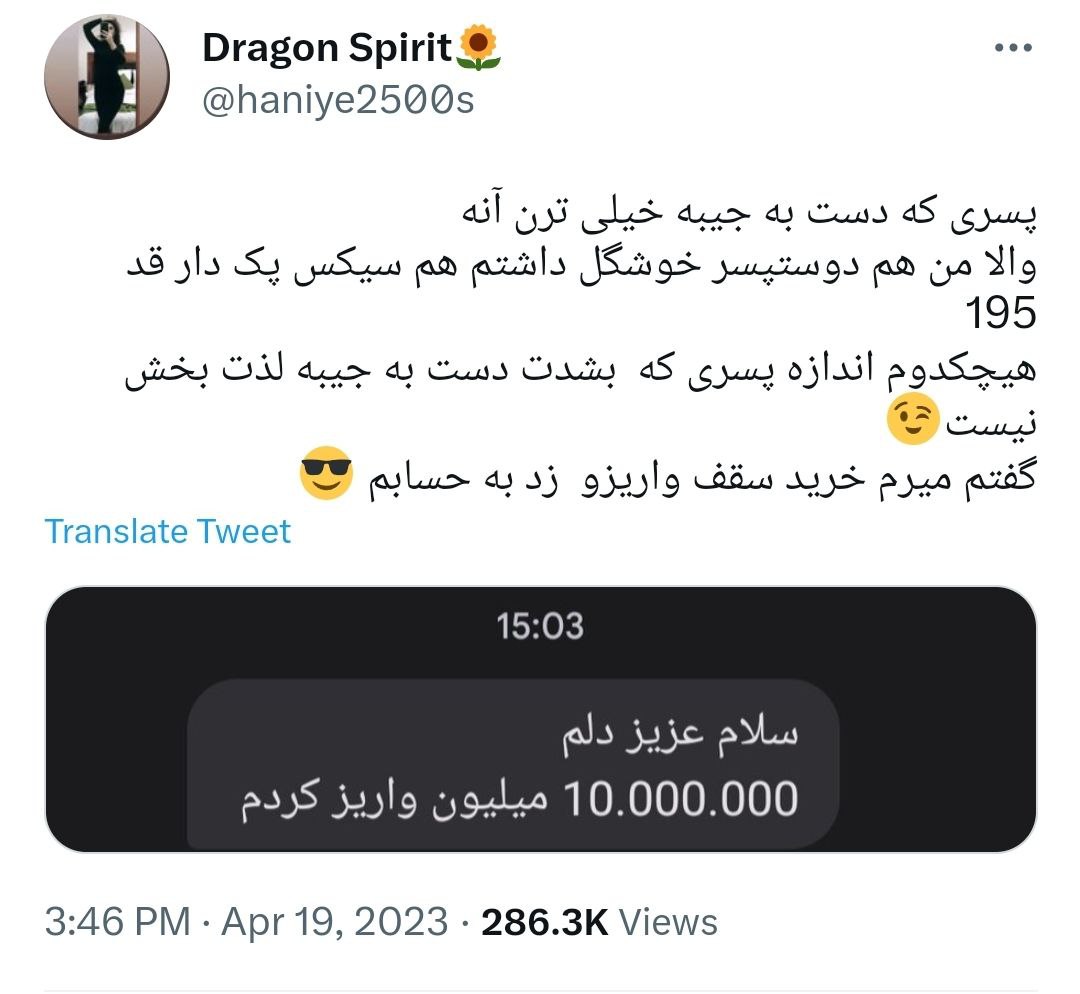 Dragon Spirit🌻
@haniye2500s
پسری که دست به جیبه خیلی ترن آنه
والا من هم دوستپسر خوشگل داشتم هم سیکس پک دار قد
195
هیچکدوم اندازه پسری که بشدت دست به جیبه لذت بخش
نیست😉
گفتم میرم خرید سقف واریزو زد به حسابم 😎
Translate Tweet
15:03
سلام عزیز دلم
10.000.000 میلیون واریز کردم
3:46 PM · Apr 19, 2023 · 286.3K Views